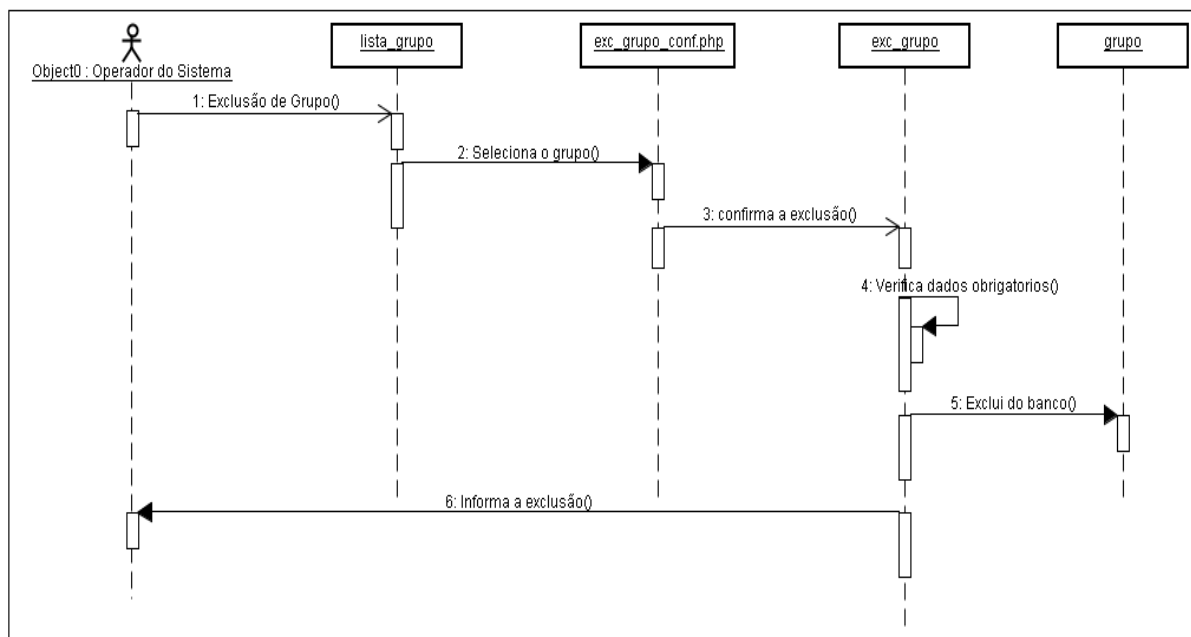 lista_grupo
exc_grupo_conf.php
exc_grupo
grupo
Object0 : Operador do Sistema
1: Exclusão de Grupo()
2: Seleciona o grupo()
3: confirma a exclusão()
4: Verifica dados obrigatorios()
5: Exclui do banco()
6: Informa a exclusão()